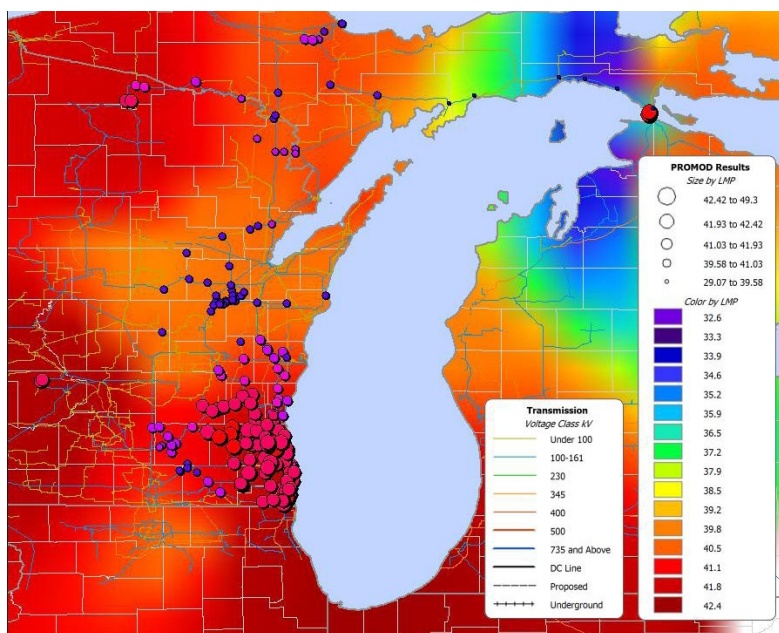 PROMOD Results
Size by LMP
42.42 to 49.3
41.93 to 42.42
41.03 to 41.93
39.58 to 41.03
29.07 to 39.58
Color by LMP
32.6
33.3
33.9
34.6
35.2
35.9
36.5
37.2
37.9
38.5
39.2
39.8
40.5
41.1
41.8
42.4
Transmission
Voltage Class kV
Under 100
100-161
230
345
400
500
735 and Above
DC Line
Proposed
Underground